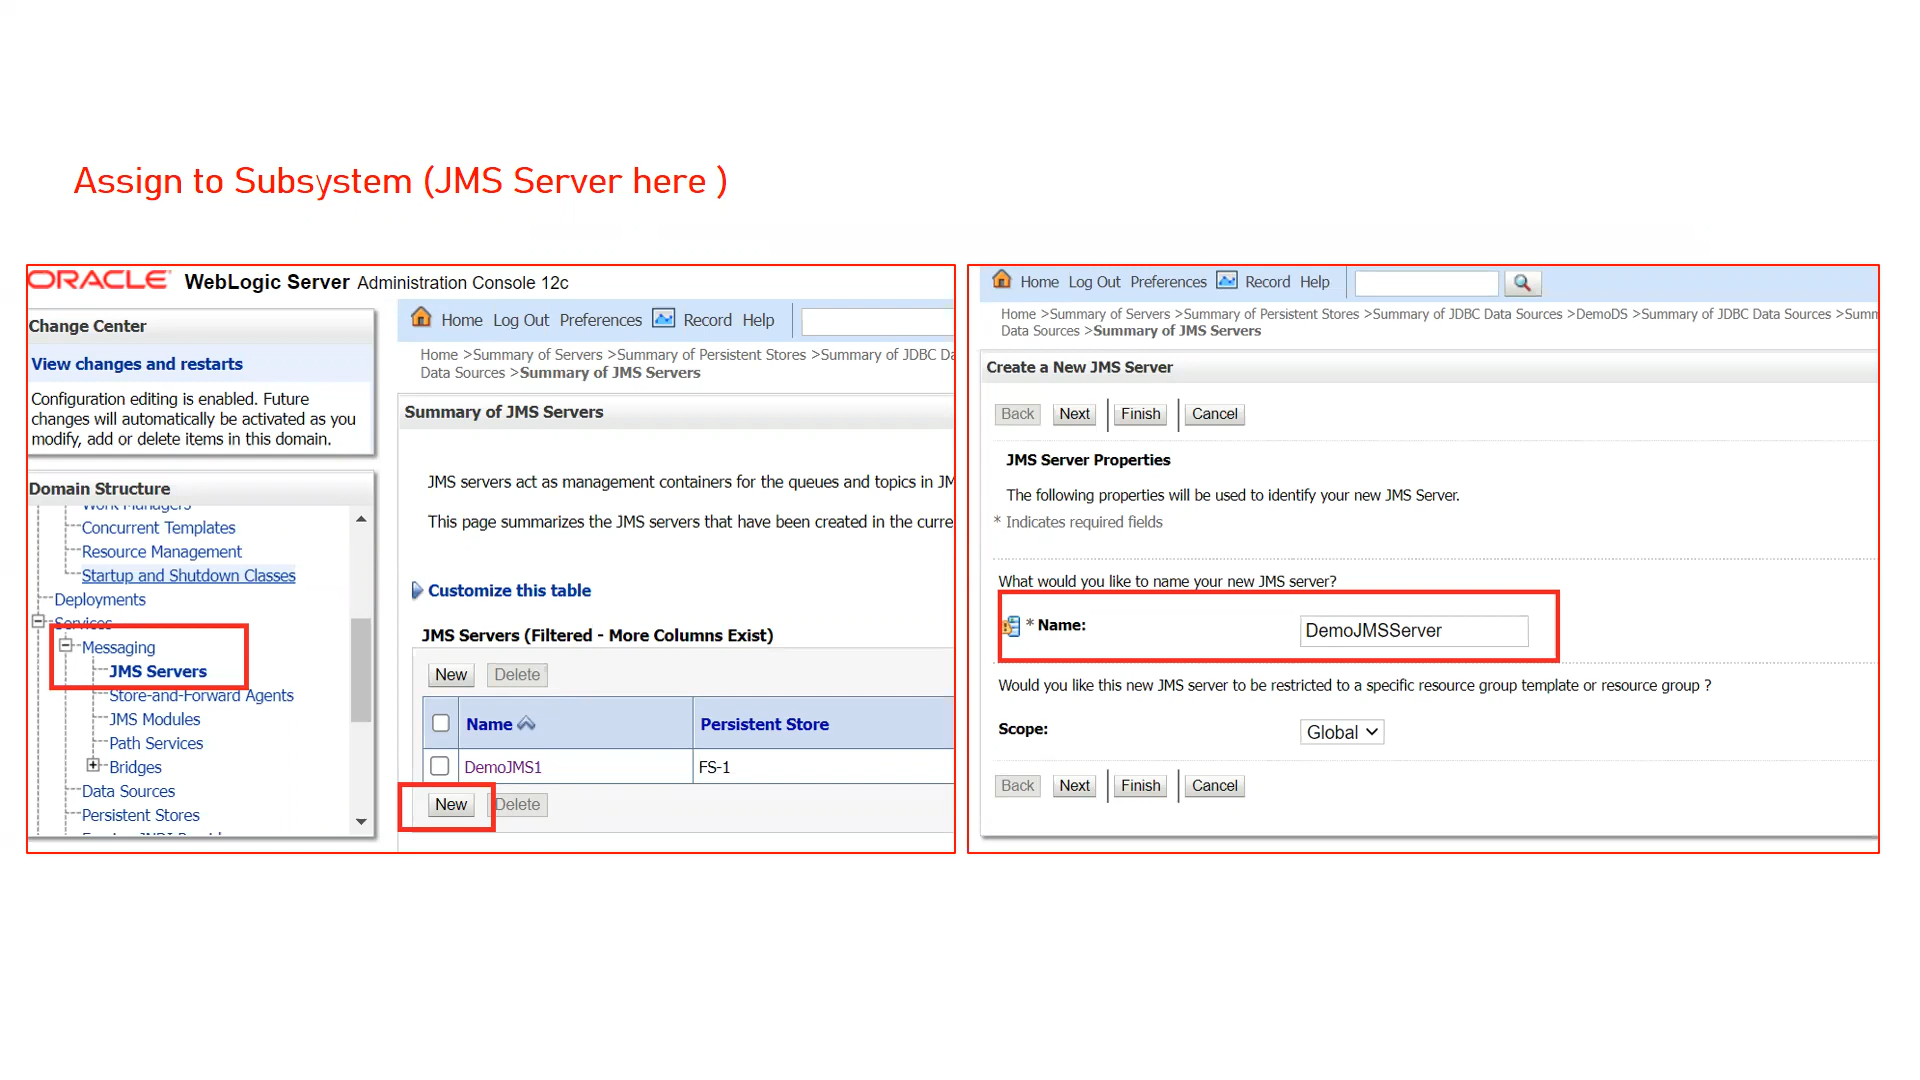 Assign to Subsystem (JMS Server here )
ORACLE WebLogic Server Administration Console 12c
Change Center
View changes and restarts
Configuration editing is enabled. Future
changes will automatically be activated as you
modify, add or delete items in this domain.
Domain Structure
Work Managers
Concurrent Templates
Resource Management
Startup and Shutdown Classes
Deployments
Services
Messaging
JMS Servers
Store-and-Forward Agents
JMS Modules
Path Services
Bridges
Data Sources
Persistent Stores
Home Log Out Preferences Record Help
Home >Summary of Servers >Summary of Persistent Stores >Summary of JDBC Da
Data Sources >Summary of JMS Servers
Summary of JMS Servers
JMS servers act as management containers for the queues and topics in JM
This page summarizes the JMS servers that have been created in the curre
Customize this table
JMS Servers (Filtered - More Columns Exist)
New Delete
Name Persistent Store
DemoJMS1 FS-1
New Delete
Home Log Out Preferences Record Help
Home >Summary of Servers >Summary of Persistent Stores >Summary of JDBC Data Sources >DemoDS >Summary of JDBC Data Sources >Summ
Data Sources >Summary of JMS Servers
Create a New JMS Server
Back Next Finish Cancel
JMS Server Properties
The following properties will be used to identify your new JMS Server.
* Indicates required fields
What would you like to name your new JMS server?
* Name: DemoJMSServer
Would you like this new JMS server to be restricted to a specific resource group template or resource group ?
Scope: Global
Back Next Finish Cancel